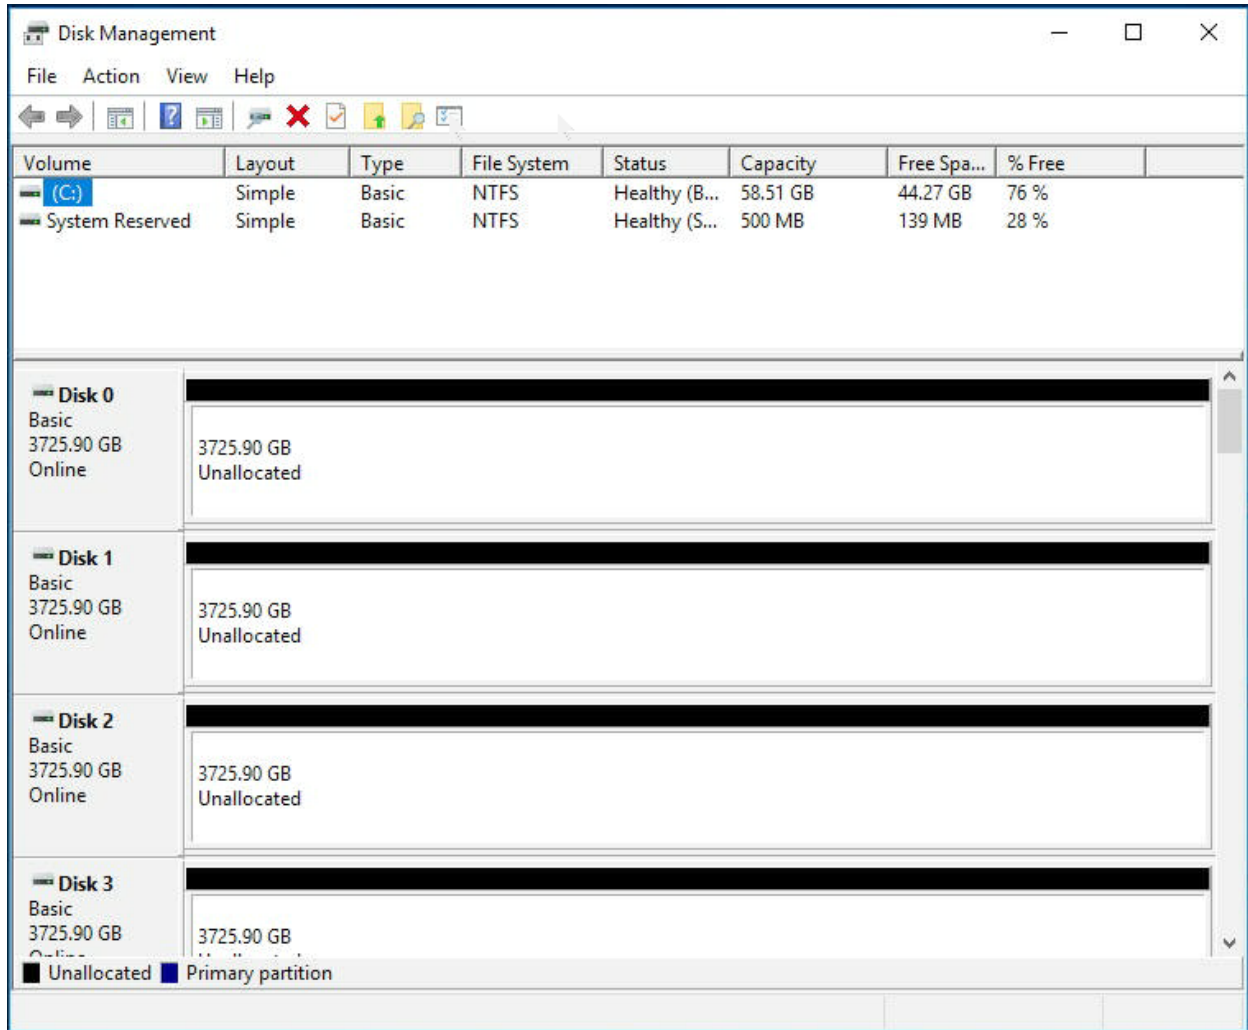 Disk Management
File Action View Help
Volume Layout Type File System Status Capacity Free Spa... % Free
(C:) Simple Basic NTFS Healthy (B... 58.51 GB 44.27 GB 76 %
System Reserved Simple Basic NTFS Healthy (S... 500 MB 139 MB 28 %
Disk 0
Basic
3725.90 GB
Online
3725.90 GB
Unallocated
Disk 1
Basic
3725.90 GB
Online
3725.90 GB
Unallocated
Disk 2
Basic
3725.90 GB
Online
3725.90 GB
Unallocated
Disk 3
Basic
3725.90 GB
3725.90 GB
Unallocated Primary partition